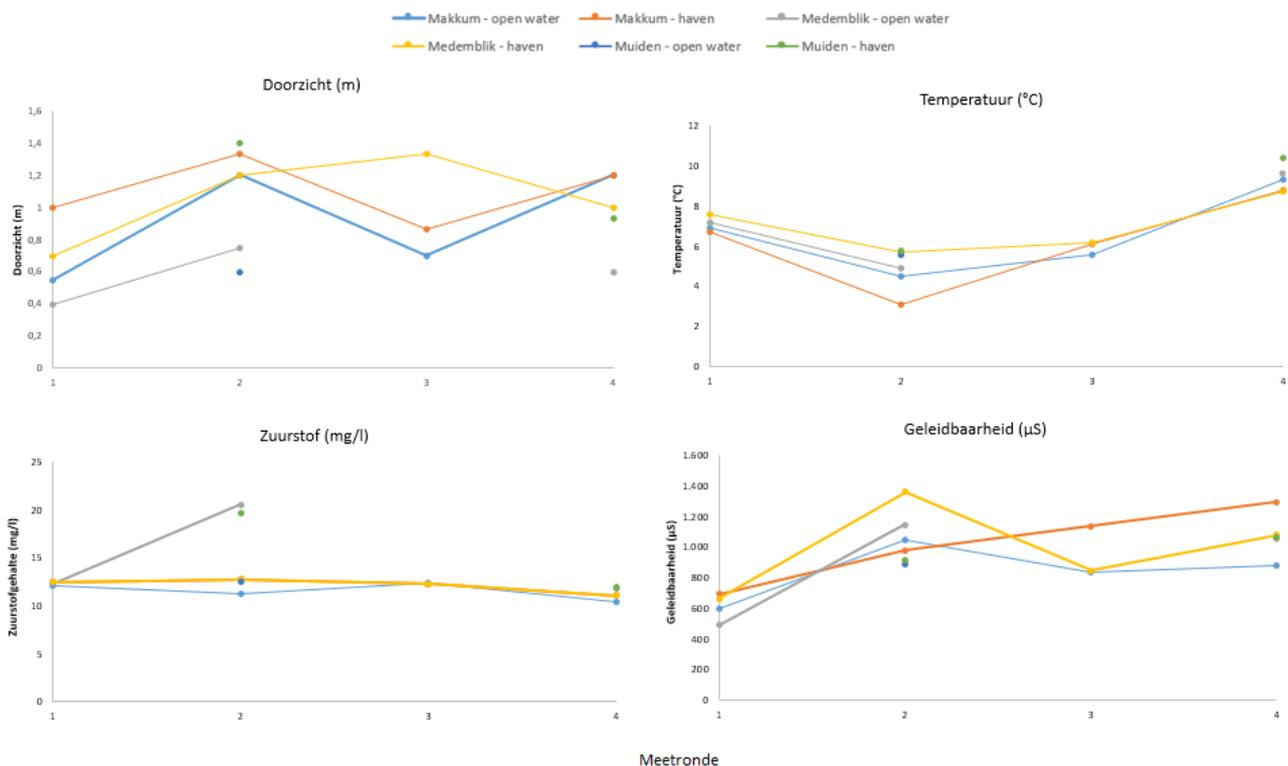 Makkum - open water Makkum - haven Medemblik - open water
Medemblik - haven Muiden - open water Muiden - haven
Doorzicht (m)
1,6
1,4
1,2
1
0,8
0,6
0,4
0,2
0
Doorzicht (m)
1 2 3 4
Temperatuur (°C)
12
10
8
6
4
2
0
Temperatuur (°C)
1 2 3 4
Zuurstof (mg/l)
25
20
15
10
5
0
Zuurstofgehalte (mg/l)
1 2 3 4
Geleidbaarheid (µS)
1.600
1.400
1.200
1.000
800
600
400
200
0
Geleidbaarheid (µS)
1 2 3 4
Meetronde